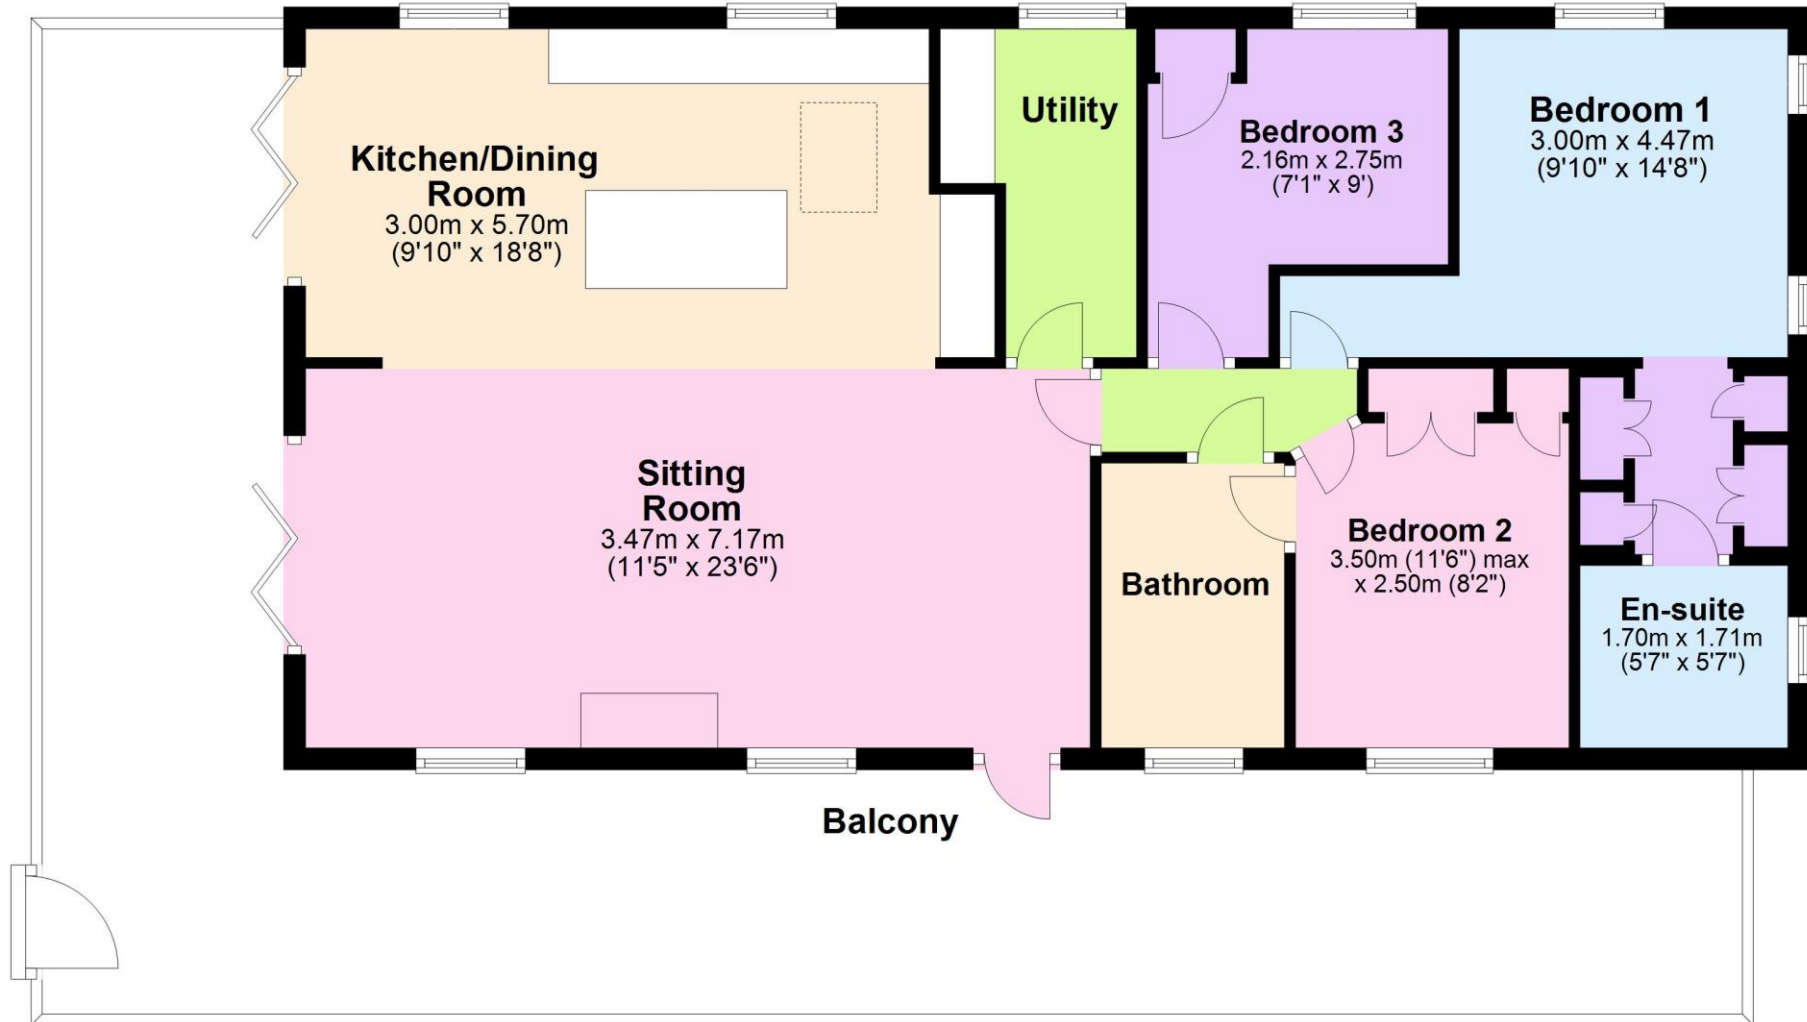 Kitchen/Dining
Room
3.00m x 5.70m
(9'10" x 18'8")
Utility
Bedroom 3
2.16m x 2.75m
(7'1" x 9')
Bedroom 1
3.00m x 4.47m
(9'10" x 14'8")
Sitting
Room
3.47m x 7.17m
(11'5" x 23'6")
Bathroom
Bedroom 2
3.50m (11'6") max
x 2.50m (8'2")
En-suite
1.70m x 1.71m
(5'7" x 5'7")
Balcony